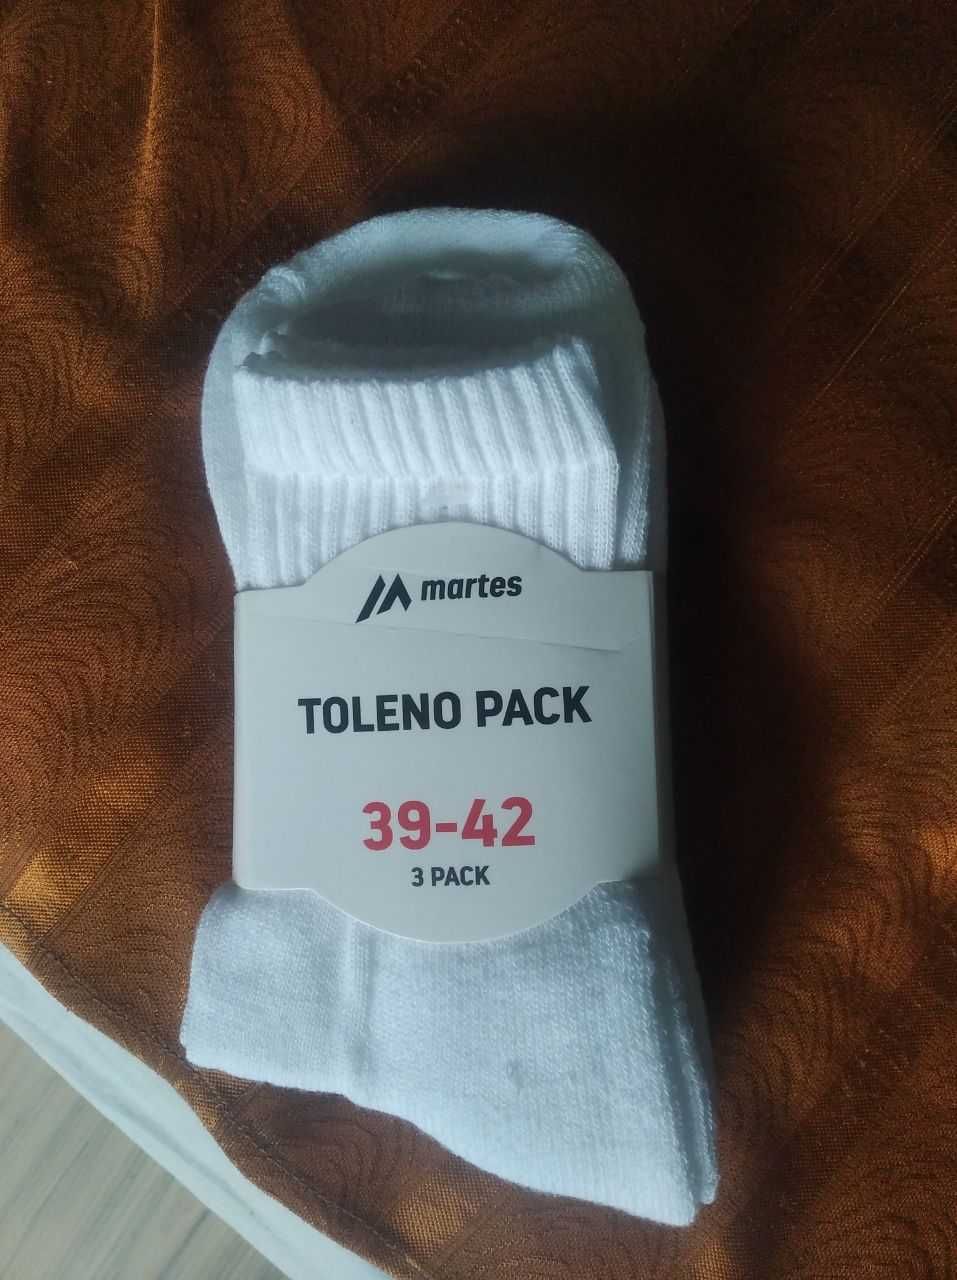 martes
TOLENO PACK
39-42
3 PACK